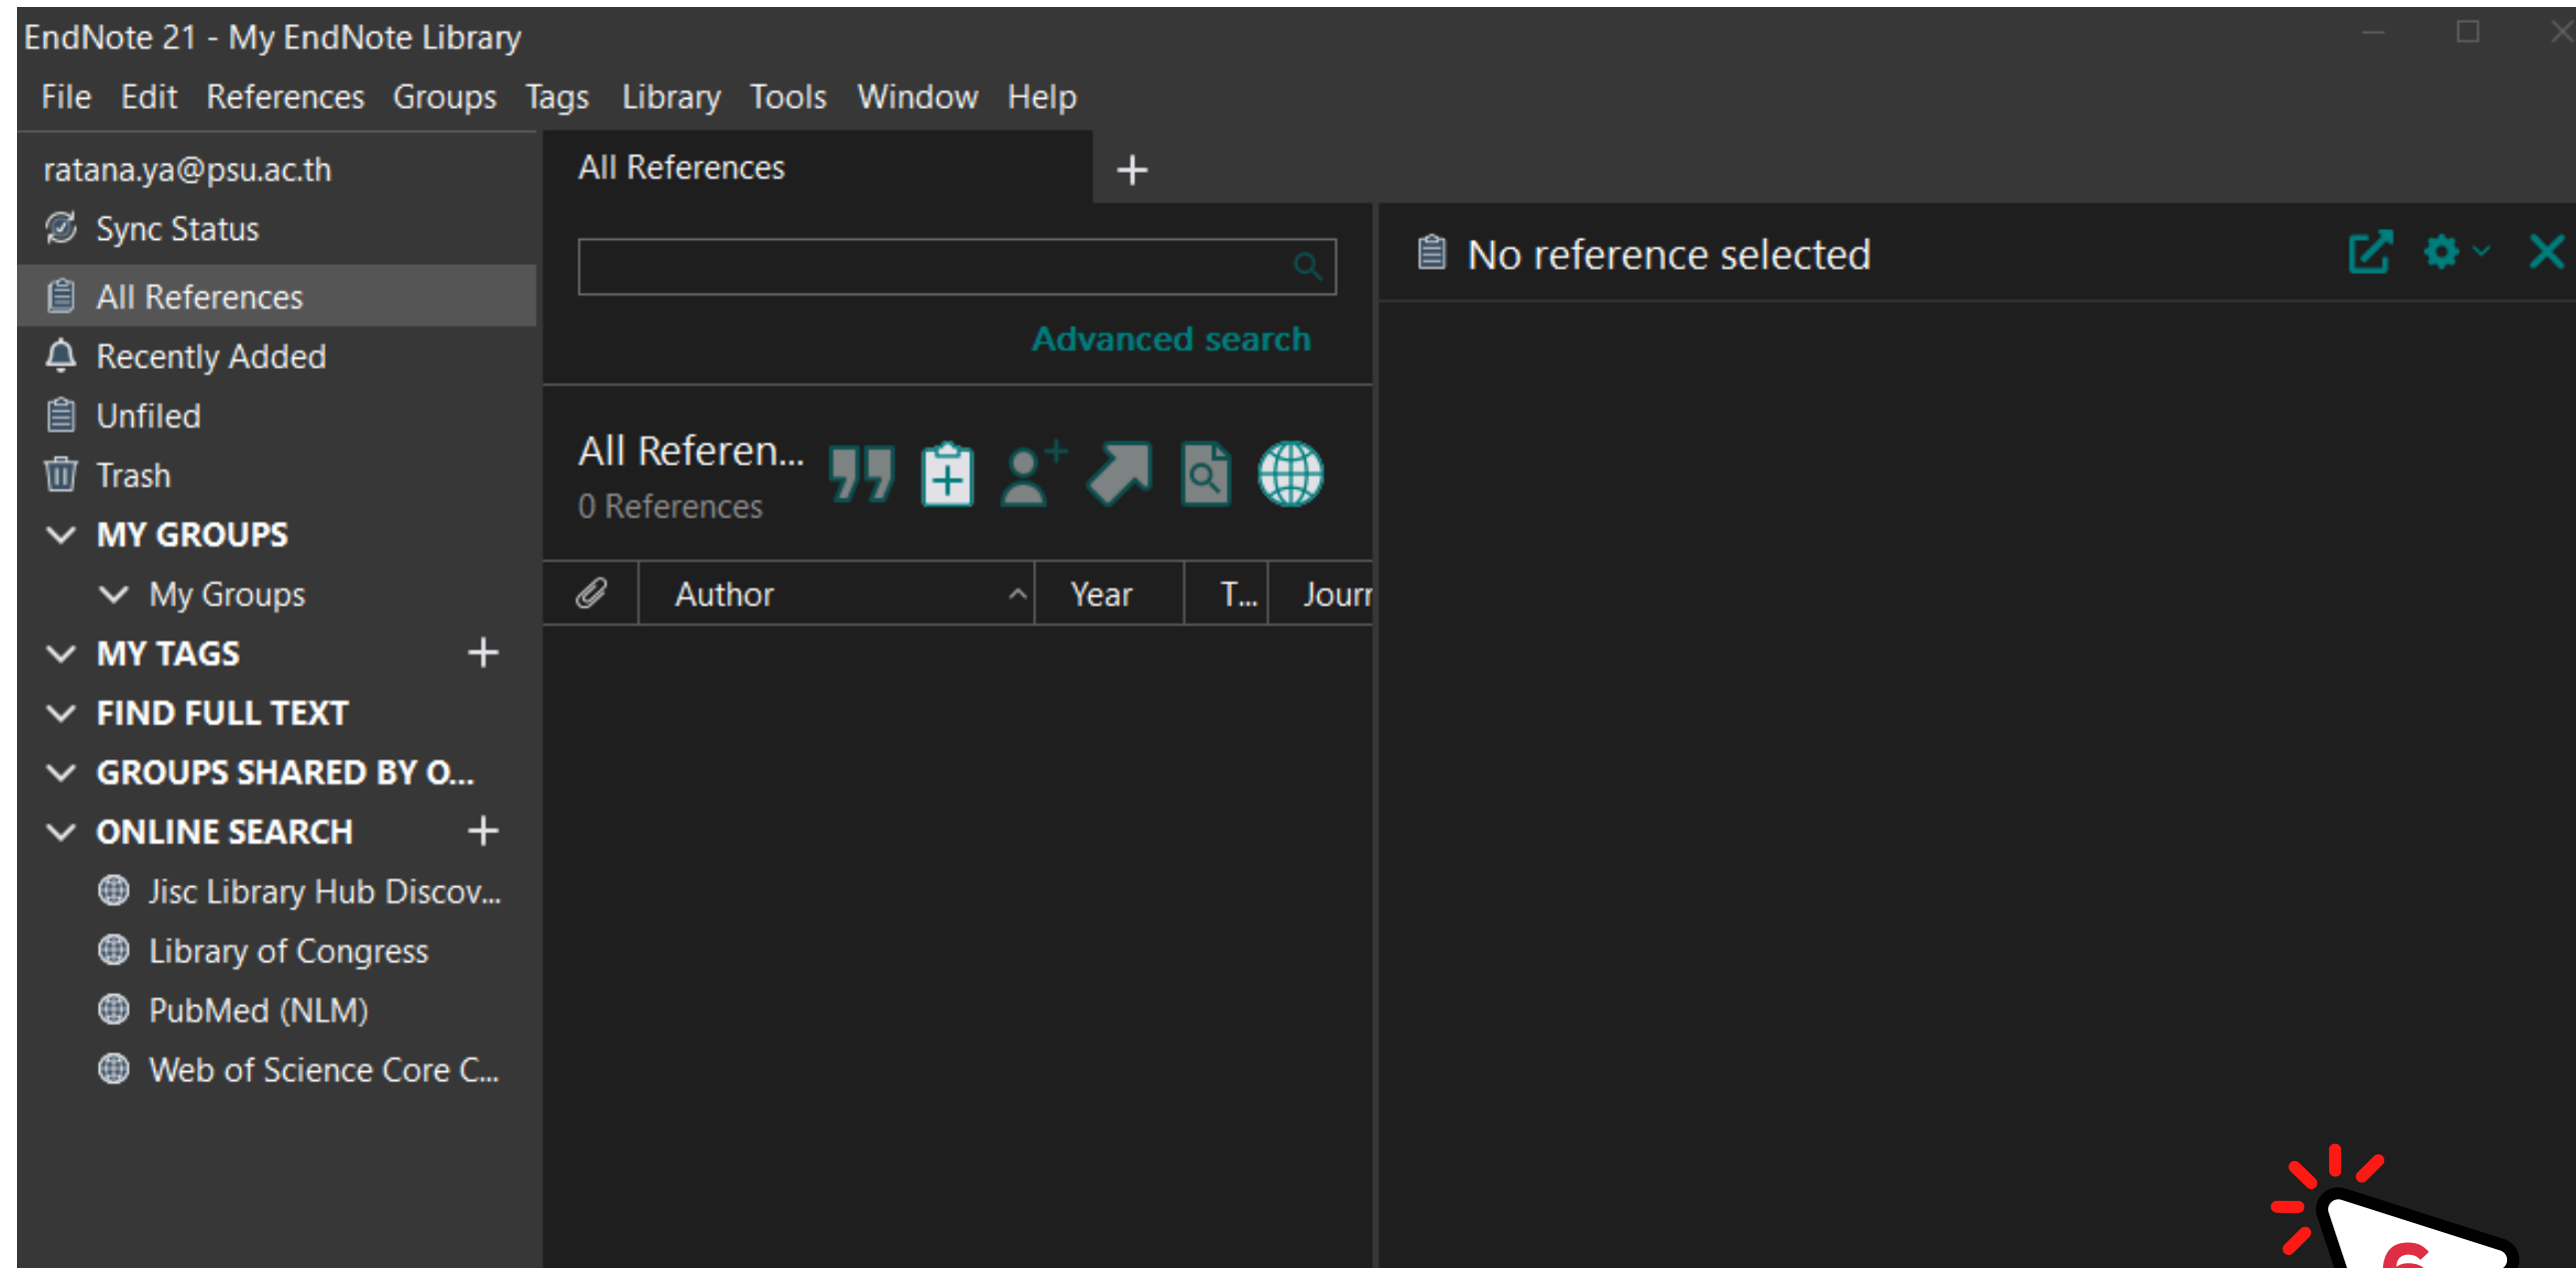 EndNote 21 - My EndNote Library
File Edit References Groups Tags Library Tools Window Help
ratana.ya@psu.ac.th
Sync Status
All References
Recently Added
Unfiled
Trash
MY GROUPS
My Groups
MY TAGS
FIND FULL TEXT
GROUPS SHARED BY O...
ONLINE SEARCH
Jisc Library Hub Discov...
Library of Congress
PubMed (NLM)
Web of Science Core C...
All References
Advanced search
All Referen...
0 References
Author Year T... Journ
No reference selected
6